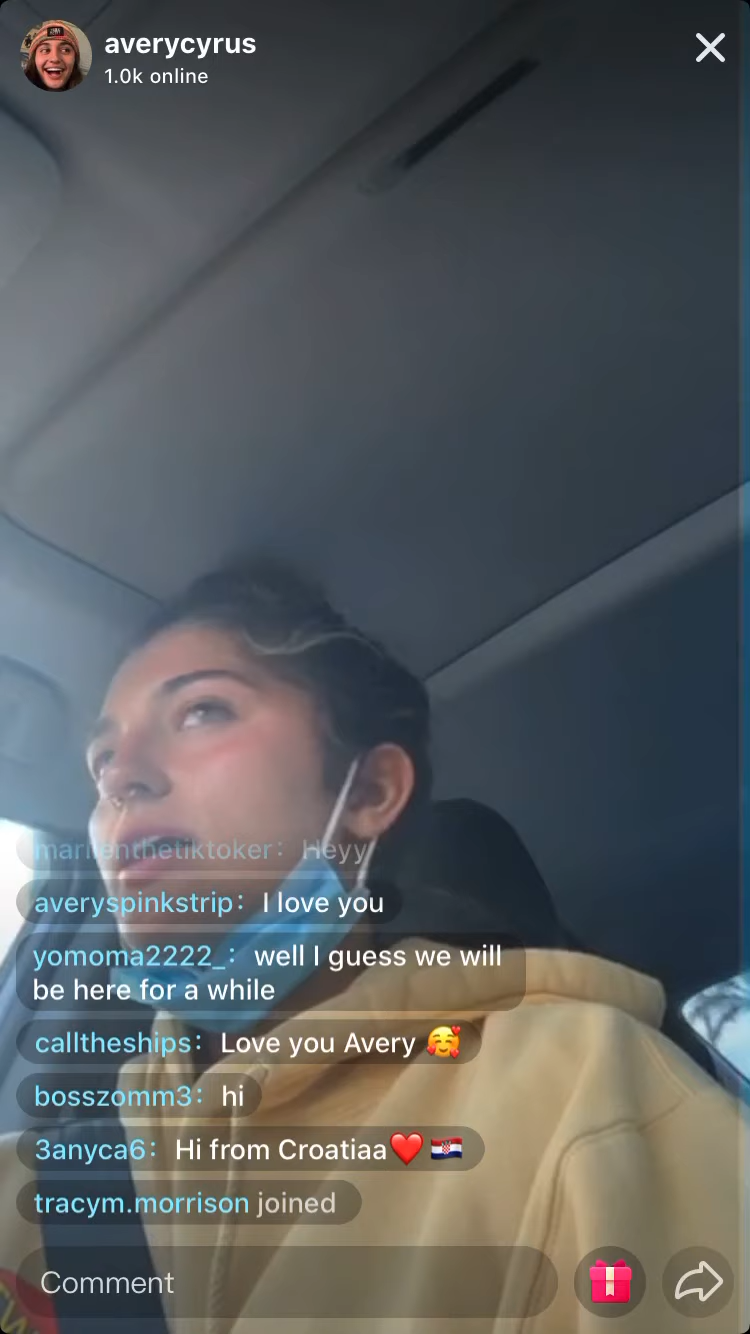 averycyrus
1.0k online
marlenthetiktoker: Heyy
averyspinkstrip: I love you
yomoma2222_: well I guess we will
be here for a while
calltheships: Love you Avery 🥰
bosszomm3: hi
3anyca6: Hi from Croatiaa❤️🇭🇷
tracym.morrison joined
Comment